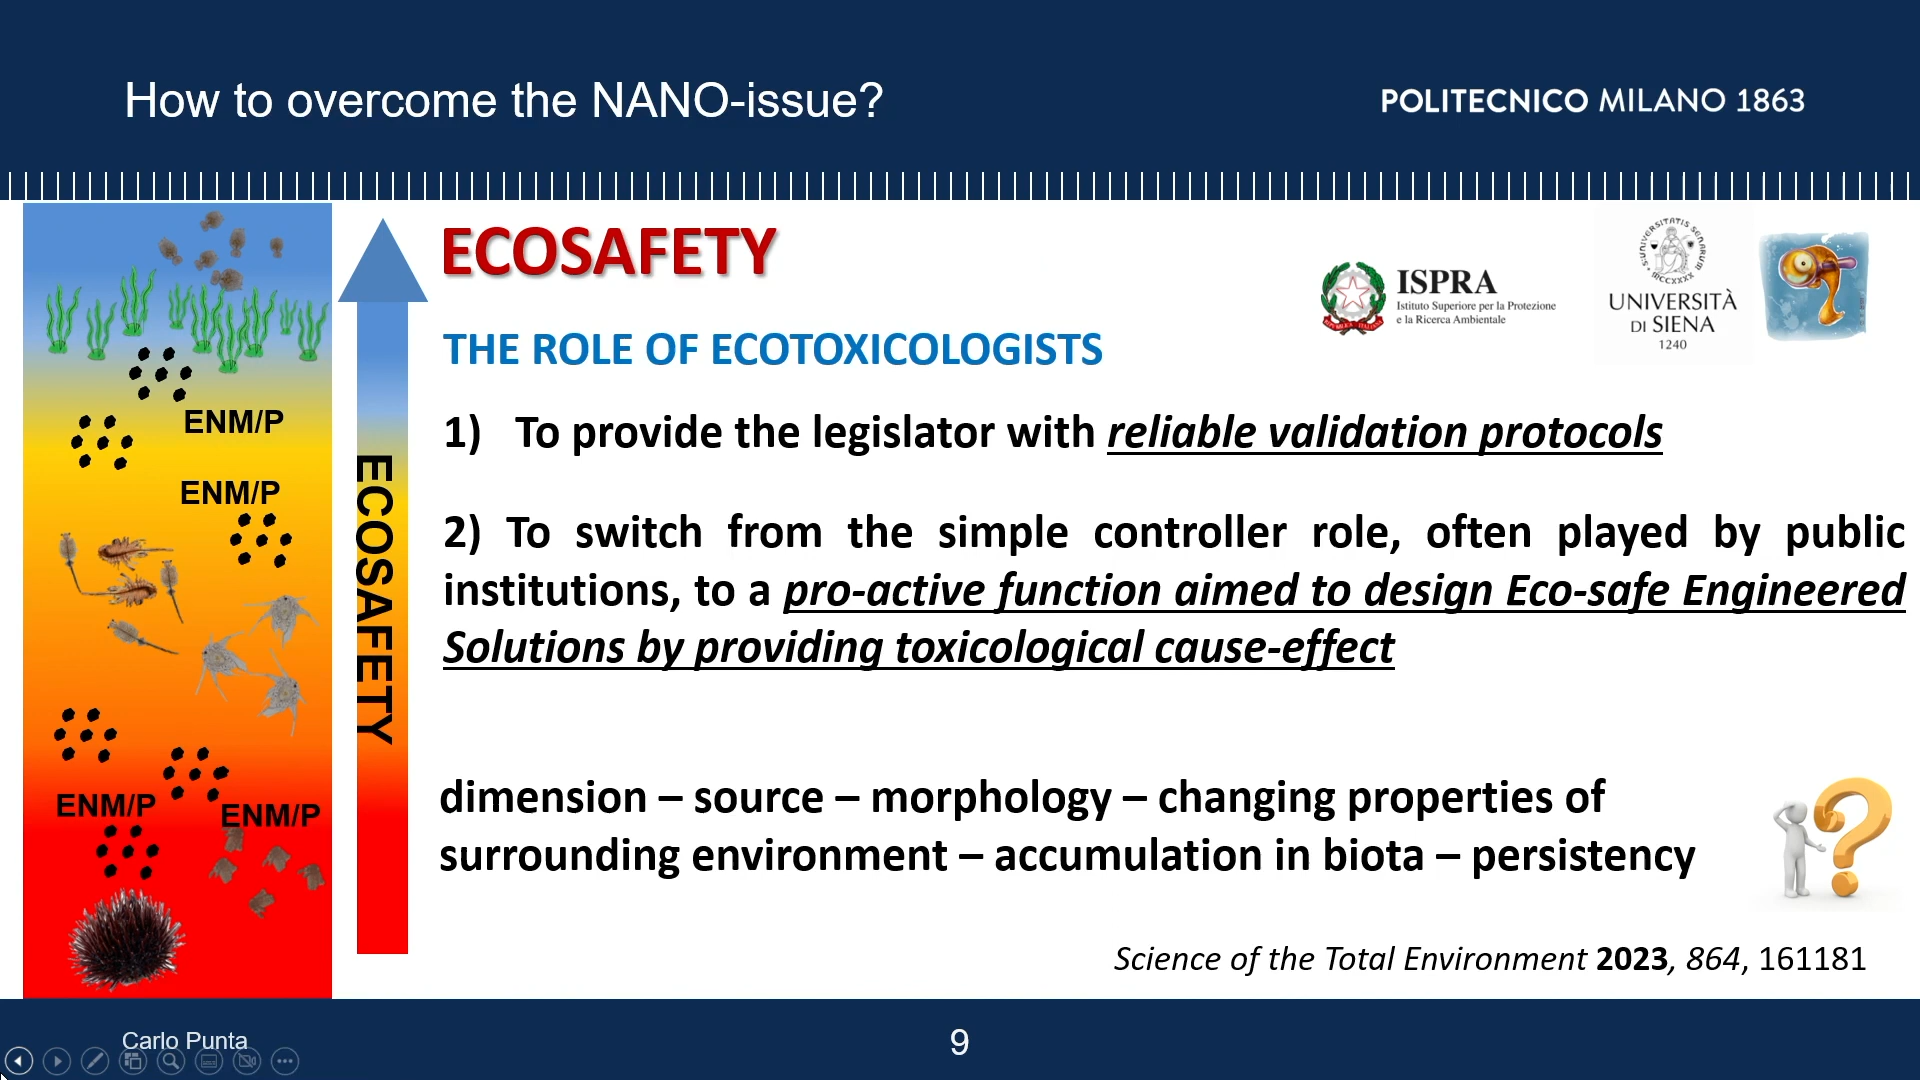 How to overcome the NANO-issue?
POLITECNICO MILANO 1863
ECOSAFETY
ISPRA
Istituto Superiore per la Protezione
e la Ricerca Ambientale
UNIVERSITÀ
DI SIENA
1240
THE ROLE OF ECOTOXICOLOGISTS
1) To provide the legislator with reliable validation protocols
2) To switch from the simple controller role, often played by public
institutions, to a pro-active function aimed to design Eco-safe Engineered
Solutions by providing toxicological cause-effect
dimension – source – morphology – changing properties of
surrounding environment – accumulation in biota – persistency
Science of the Total Environment 2023, 864, 161181
ENM/P
ENM/P
ENM/P
ENM/P
ECOSAFETY
Carlo Punta
9